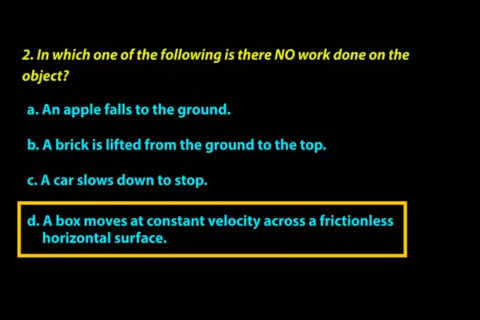 2. In which one of the following is there NO work done on the
object?
a. An apple falls to the ground.
b. A brick is lifted from the ground to the top.
c. A car slows down to stop.
d. A box moves at constant velocity across a frictionless
horizontal surface.